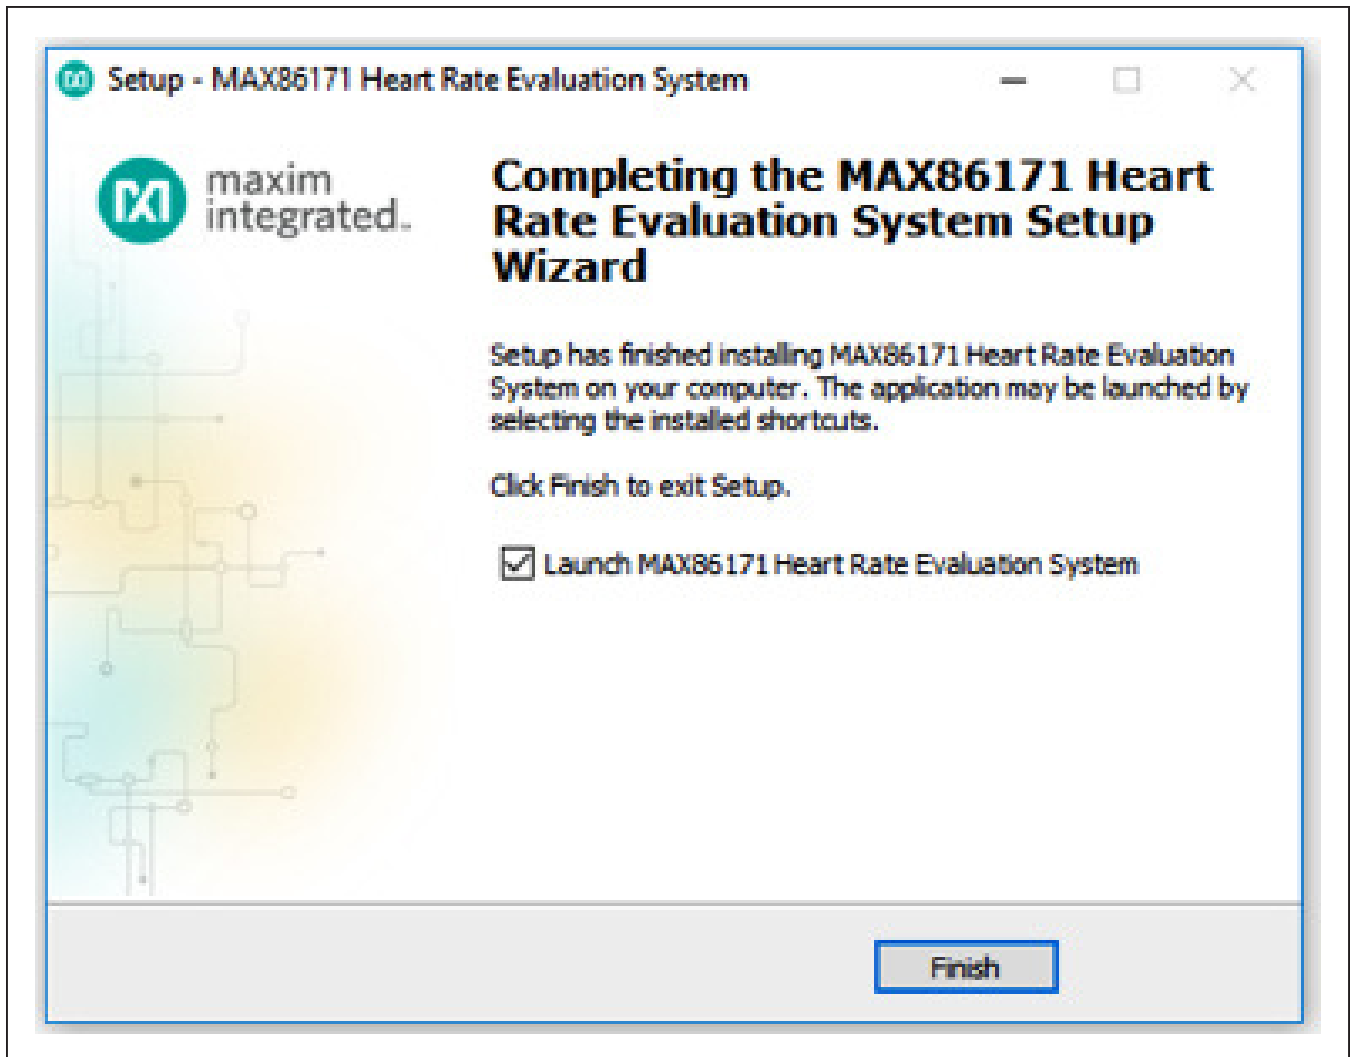 Setup - MAX86171 Heart Rate Evaluation System
maxim
integrated™
Completing the MAX86171 Heart
Rate Evaluation System Setup
Wizard
Setup has finished installing MAX86171 Heart Rate Evaluation
System on your computer. The application may be launched by
selecting the installed shortcuts.
Click Finish to exit Setup.
Launch MAX86171 Heart Rate Evaluation System
Finish